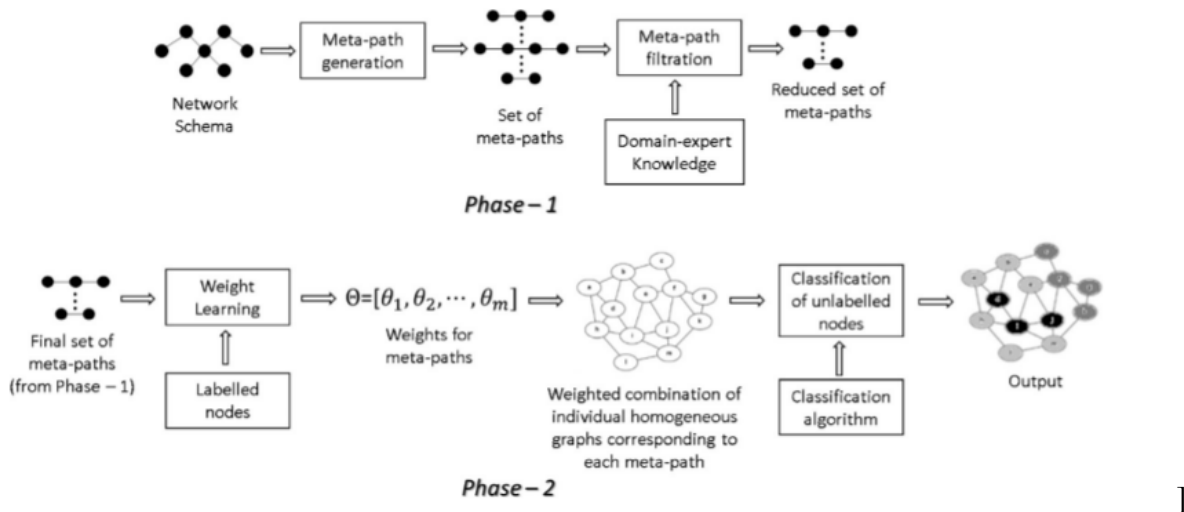 Meta-path
generation
Meta-path
filtration
Network
Schema
Set of
meta-paths
Reduced set of
meta-paths
Domain-expert
Knowledge
Phase – 1
Weight
Learning
Θ=[θ₁, θ₂, ⋯, θₘ]
Classification
of unlabelled
nodes
Final set of
meta-paths
(from Phase – 1)
Weights for
meta-paths
Labelled
nodes
Weighted combination of
individual homogeneous
graphs corresponding to
each meta-path
Classification
algorithm
Output
Phase – 2